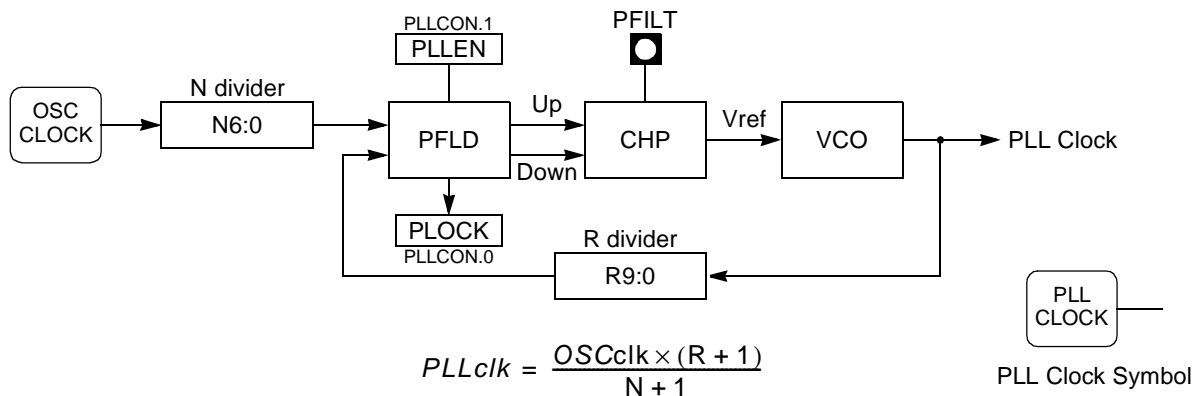 PLLCON.1
PLLEN
PFILT
N divider
OSC
CLOCK
N6:0
PFLD
Up
Down
CHP
Vref
VCO
PLL Clock
PLOCK
PLLCON.0
R divider
R9:0
PLL
CLOCK
PLL Clock Symbol
PLLclk = OSCclk × (R + 1)
N + 1